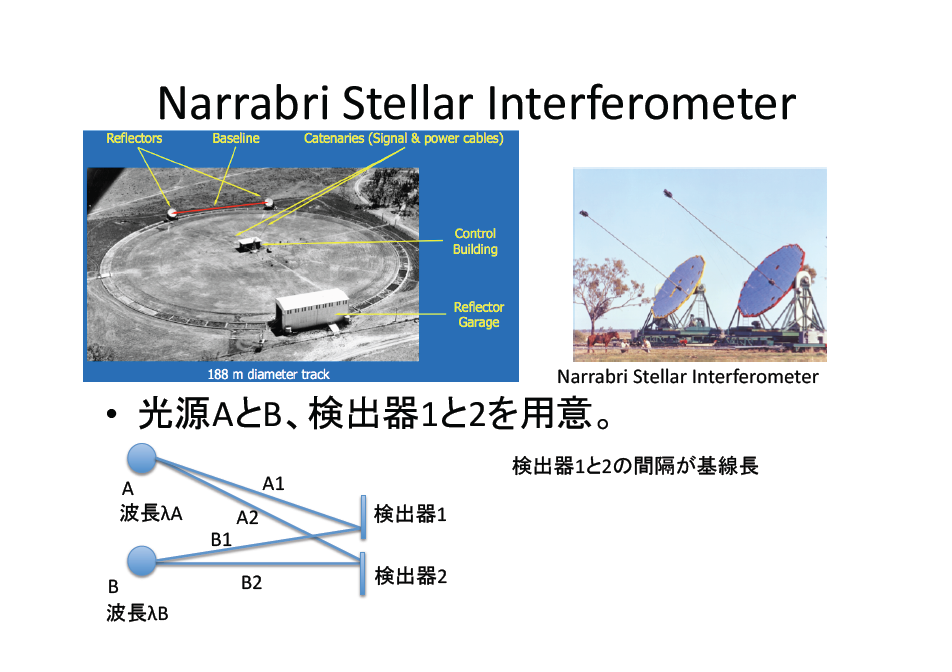 Narrabri Stellar Interferometer
Reflectors
Baseline
Catenaries (Signal & power cables)
Control
Building
Reflector
Garage
188 m diameter track
Narrabri Stellar Interferometer
• 光源AとB、検出器1と2を用意。
検出器1と2の間隔が基線長
A
波長λA
A1
A2
B1
検出器1
B
波長λB
B2
検出器2